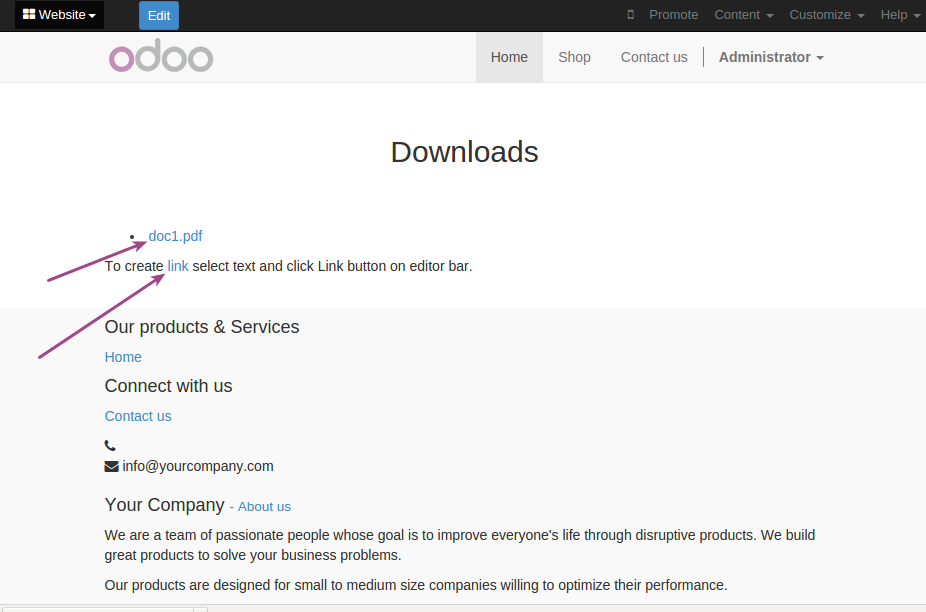 Website
Edit
Promote Content Customize Help
odoo
Home Shop Contact us Administrator
Downloads
doc1.pdf
To create link select text and click Link button on editor bar.
Our products & Services
Home
Connect with us
Contact us
info@yourcompany.com
Your Company - About us
We are a team of passionate people whose goal is to improve everyone's life through disruptive products. We build
great products to solve your business problems.
Our products are designed for small to medium size companies willing to optimize their performance.